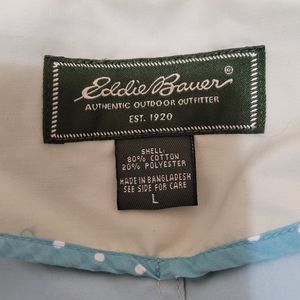 Eddie Bauer®
AUTHENTIC OUTDOOR OUTFITTER
EST. 1920
SHELL:
80% COTTON
20% POLYESTER
MADE IN BANGLADESH
SEE SIDE FOR CARE
L